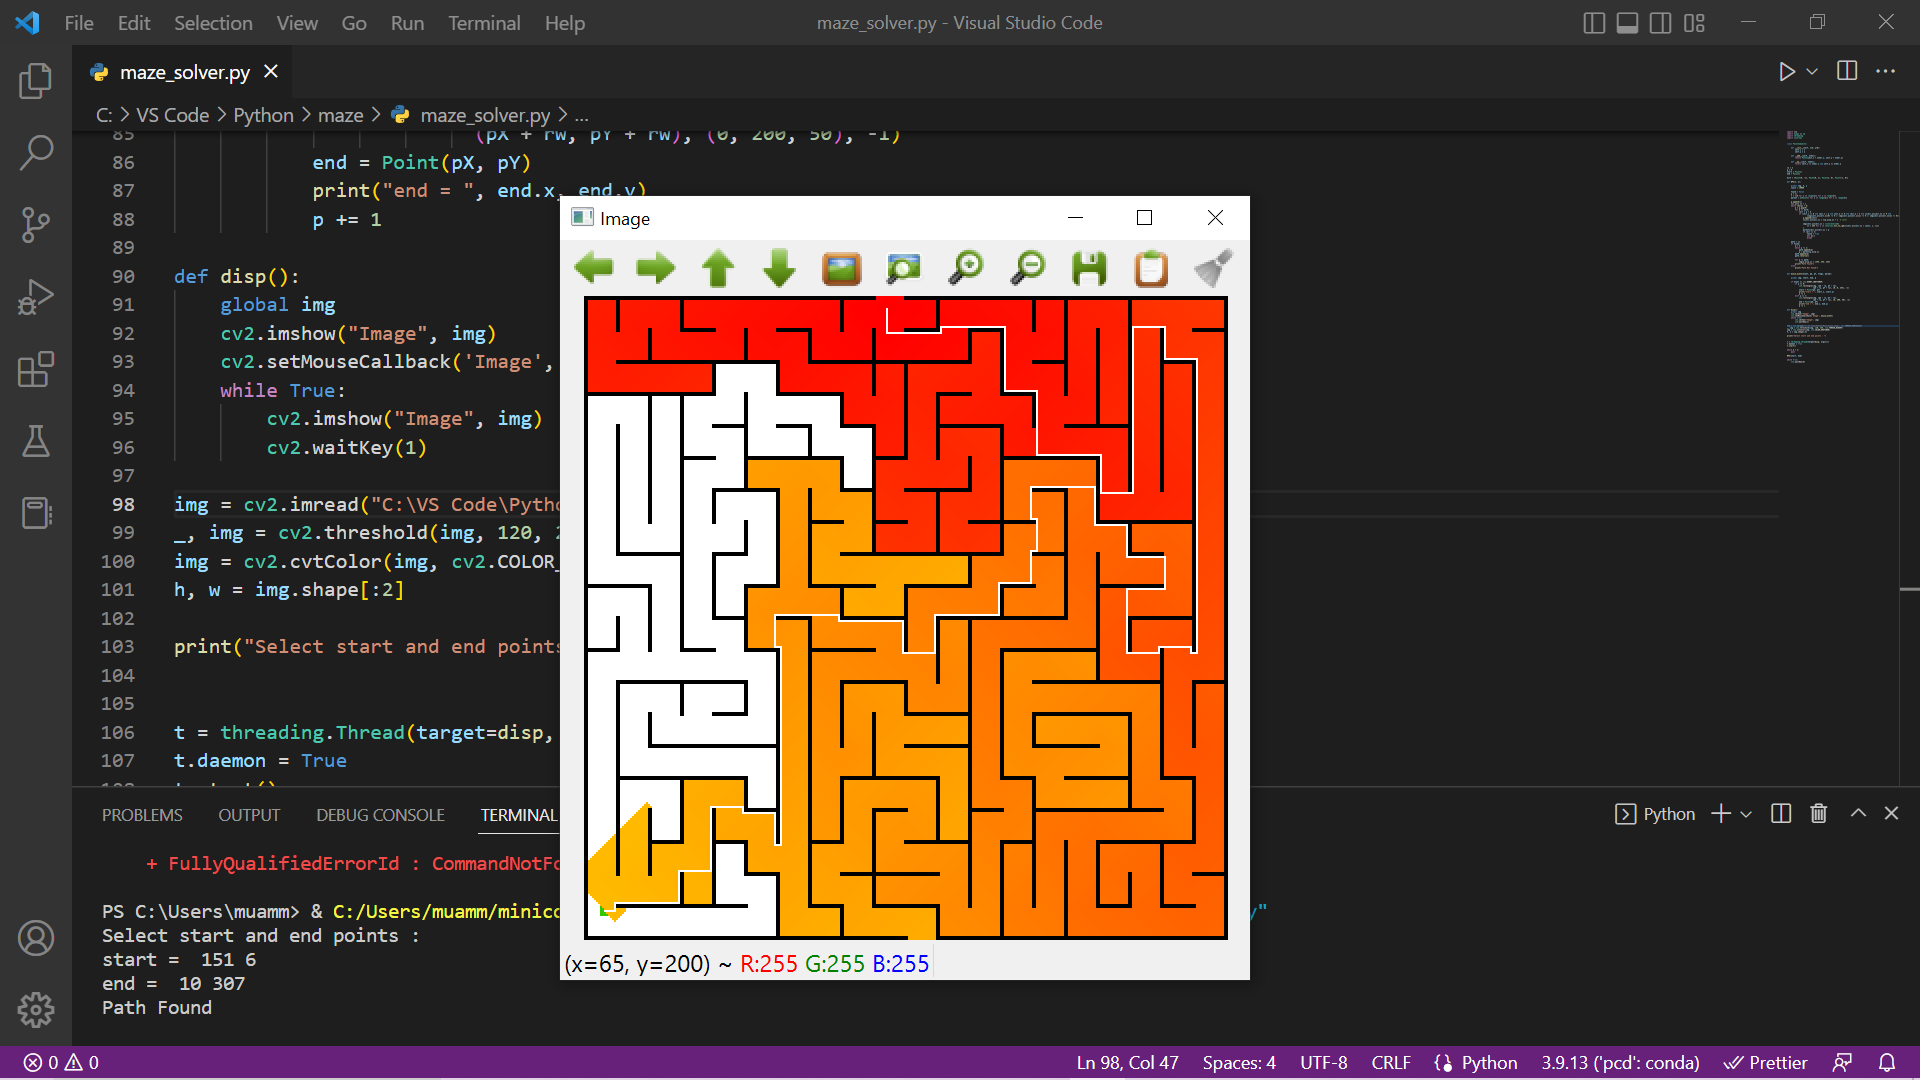 File Edit Selection View Go Run Terminal Help
maze_solver.py - Visual Studio Code
maze_solver.py
C: > VS Code > Python > maze > maze_solver.py > ...
85 (pX + rw, pY + rw), (0, 200, 50), -1)
86 end = Point(pX, pY)
87 print("end = ", end.x, end.y)
88 p += 1
89
90 def disp():
91 global img
92 cv2.imshow("Image", img)
93 cv2.setMouseCallback('Image',
94 while True:
95 cv2.imshow("Image", img)
96 cv2.waitKey(1)
97
98 img = cv2.imread("C:\VS Code\Pytho
99 _, img = cv2.threshold(img, 120, 2
100 img = cv2.cvtColor(img, cv2.COLOR_
101 h, w = img.shape[:2]
102
103 print("Select start and end points
104
105
106 t = threading.Thread(target=disp,
107 t.daemon = True
Image
(x=65, y=200) ~ R:255 G:255 B:255
PROBLEMS OUTPUT DEBUG CONSOLE TERMINAL
Python
+ FullyQualifiedErrorId : CommandNotFo
PS C:\Users\muamm> & C:/Users/muamm/minico y"
Select start and end points :
start =  151 6
end =  10 307
Path Found
0 0
Ln 98, Col 47 Spaces: 4 UTF-8 CRLF Python 3.9.13 ('pcd': conda) Prettier